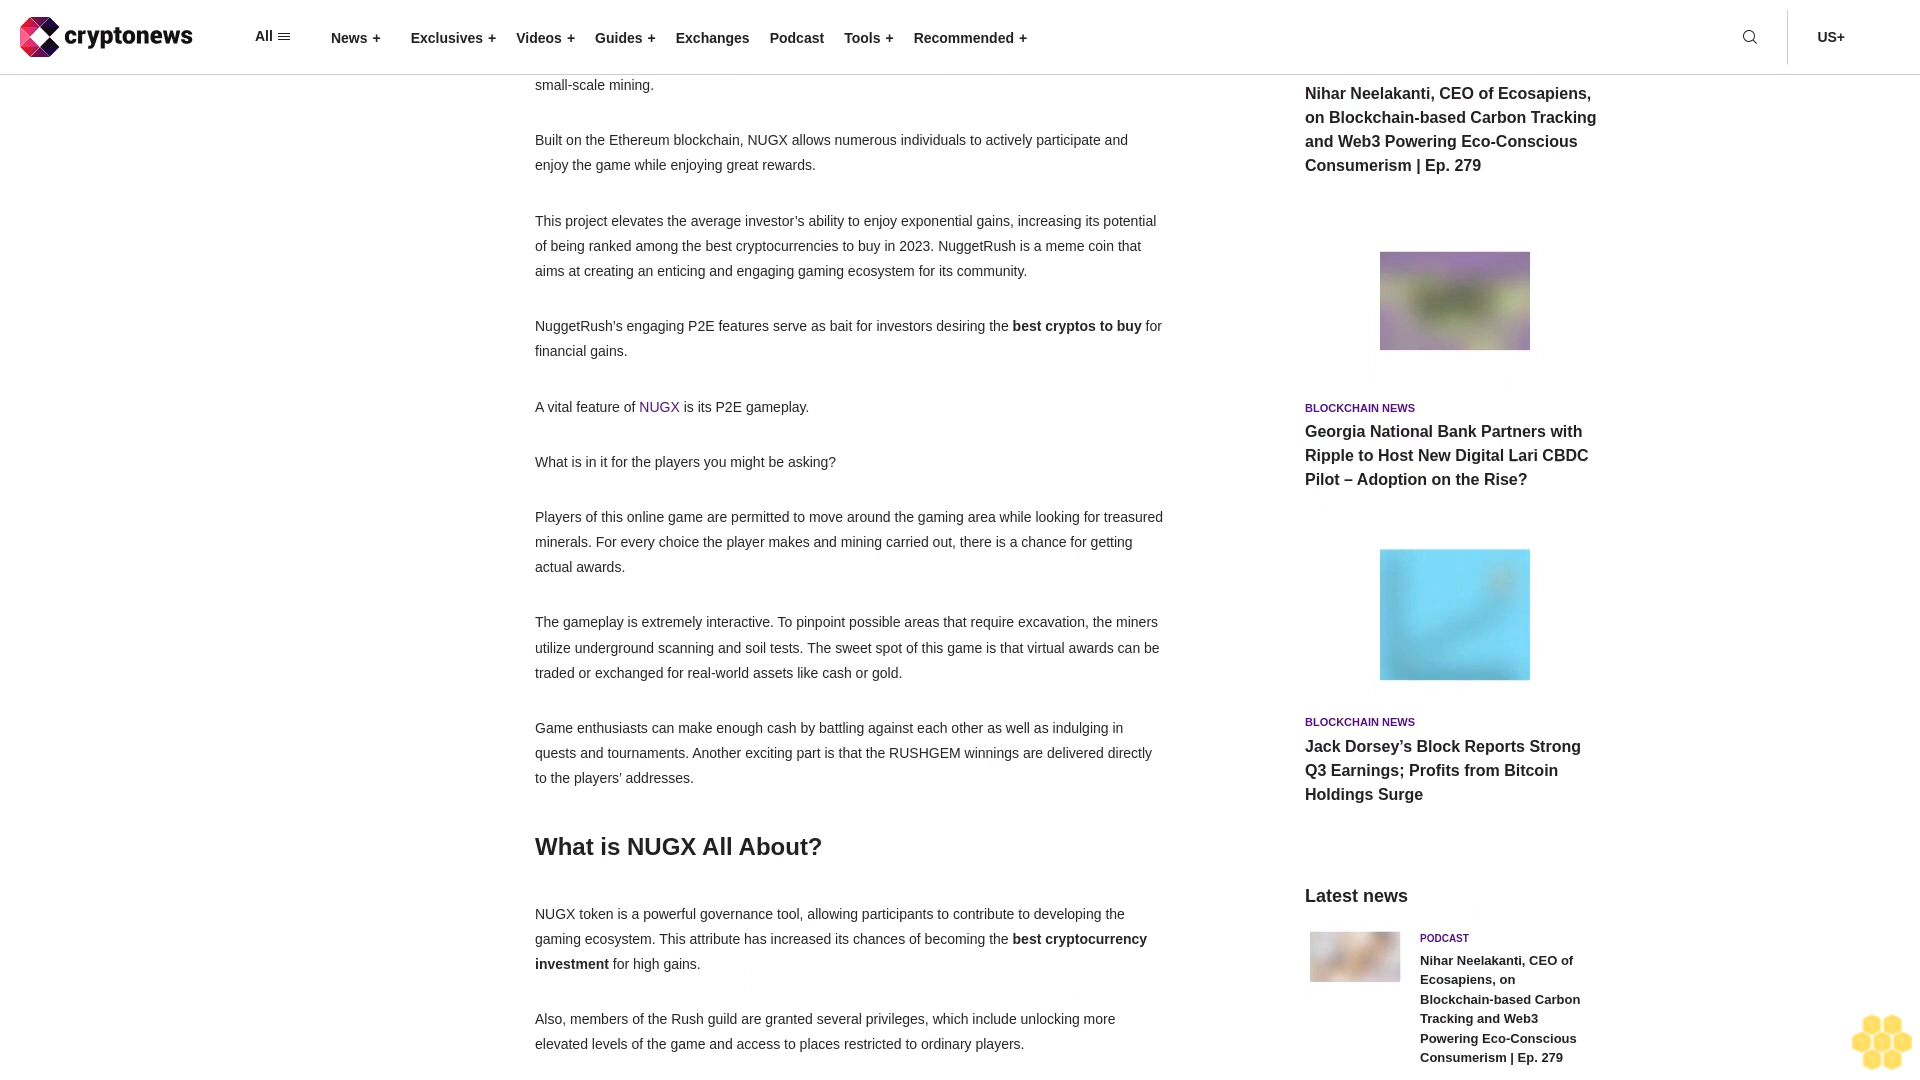 cryptonews
All
News +
Exclusives +
Videos +
Guides +
Exchanges
Podcast
Tools +
Recommended +
US+
small-scale mining.
Built on the Ethereum blockchain, NUGX allows numerous individuals to actively participate and
enjoy the game while enjoying great rewards.
This project elevates the average investor’s ability to enjoy exponential gains, increasing its potential
of being ranked among the best cryptocurrencies to buy in 2023. NuggetRush is a meme coin that
aims at creating an enticing and engaging gaming ecosystem for its community.
NuggetRush’s engaging P2E features serve as bait for investors desiring the best cryptos to buy for
financial gains.
A vital feature of NUGX is its P2E gameplay.
What is in it for the players you might be asking?
Players of this online game are permitted to move around the gaming area while looking for treasured
minerals. For every choice the player makes and mining carried out, there is a chance for getting
actual awards.
The gameplay is extremely interactive. To pinpoint possible areas that require excavation, the miners
utilize underground scanning and soil tests. The sweet spot of this game is that virtual awards can be
traded or exchanged for real-world assets like cash or gold.
Game enthusiasts can make enough cash by battling against each other as well as indulging in
quests and tournaments. Another exciting part is that the RUSHGEM winnings are delivered directly
to the players’ addresses.
What is NUGX All About?
NUGX token is a powerful governance tool, allowing participants to contribute to developing the
gaming ecosystem. This attribute has increased its chances of becoming the best cryptocurrency
investment for high gains.
Also, members of the Rush guild are granted several privileges, which include unlocking more
elevated levels of the game and access to places restricted to ordinary players.
Nihar Neelakanti, CEO of Ecosapiens,
on Blockchain-based Carbon Tracking
and Web3 Powering Eco-Conscious
Consumerism | Ep. 279
BLOCKCHAIN NEWS
Georgia National Bank Partners with
Ripple to Host New Digital Lari CBDC
Pilot – Adoption on the Rise?
BLOCKCHAIN NEWS
Jack Dorsey’s Block Reports Strong
Q3 Earnings; Profits from Bitcoin
Holdings Surge
Latest news
PODCAST
Nihar Neelakanti, CEO of
Ecosapiens, on
Blockchain-based Carbon
Tracking and Web3
Powering Eco-Conscious
Consumerism | Ep. 279